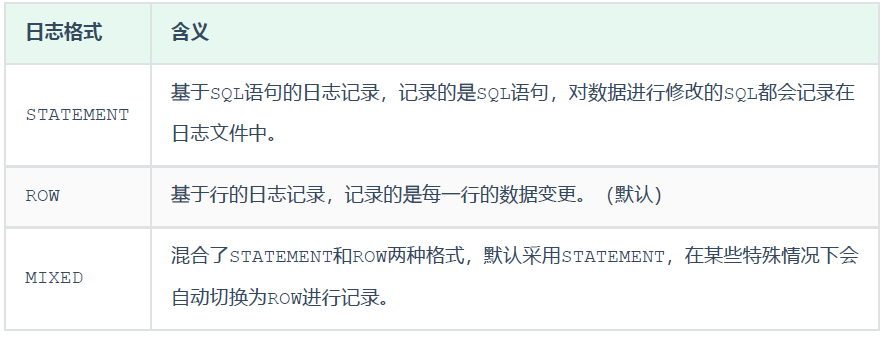 日志格式 含义
STATEMENT 基于SQL语句的日志记录，记录的是SQL语句，对数据进行修改的SQL都会记录在
日志文件中。
ROW 基于行的日志记录，记录的是每一行的数据变更。（默认）
MIXED 混合了STATEMENT和ROW两种格式，默认采用STATEMENT，在某些特殊情况下会
自动切换为ROW进行记录。